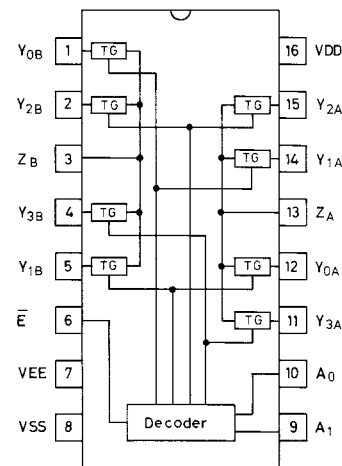 Y0B 1 TG 16 VDD
Y2B 2 TG TG 15 Y2A
ZB 3 TG 14 Y1A
Y3B 4 TG 13 ZA
Y1B 5 TG TG 12 Y0A
E̅ 6 TG 11 Y3A
VEE 7 10 A0
VSS 8 Decoder 9 A1